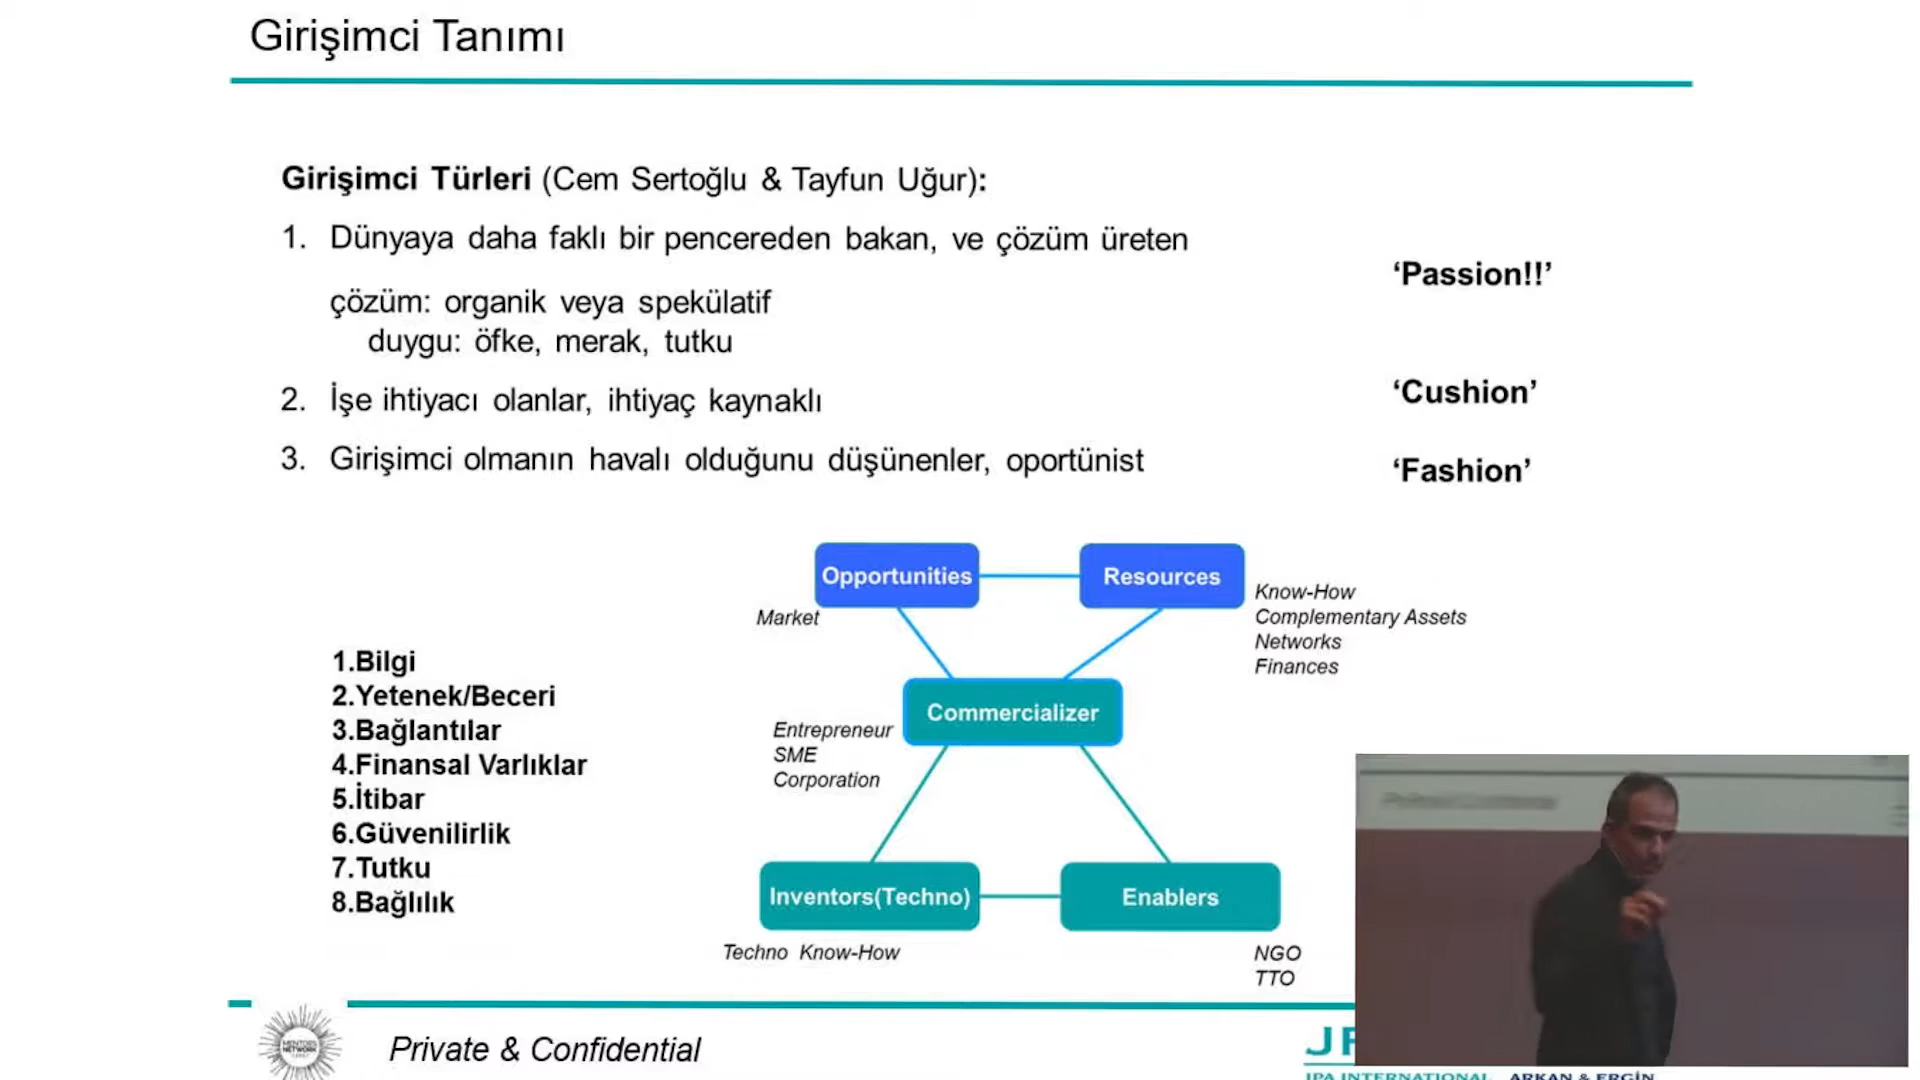 Girişimci Tanımı
Girişimci Türleri (Cem Sertoğlu & Tayfun Uğur):
1. Dünyaya daha faklı bir pencereden bakan, ve çözüm üreten
‘Passion!!’
çözüm: organik veya spekülatif
duygu: öfke, merak, tutku
2. İşe ihtiyacı olanlar, ihtiyaç kaynaklı
‘Cushion’
3. Girişimci olmanın havalı olduğunu düşünenler, oportünist
‘Fashion’
1.Bilgi
2.Yetenek/Beceri
3.Bağlantılar
4.Finansal Varlıklar
5.İtibar
6.Güvenilirlik
7.Tutku
8.Bağlılık
Opportunities
Resources
Market
Know-How
Complementary Assets
Networks
Finances
Commercializer
Entrepreneur
SME
Corporation
Inventors(Techno)
Enablers
Techno Know-How
NGO
TTO
MENTORS
NETWORK
Private & Confidential
JPA INTERNATIONAL ARKAN & ERGİN